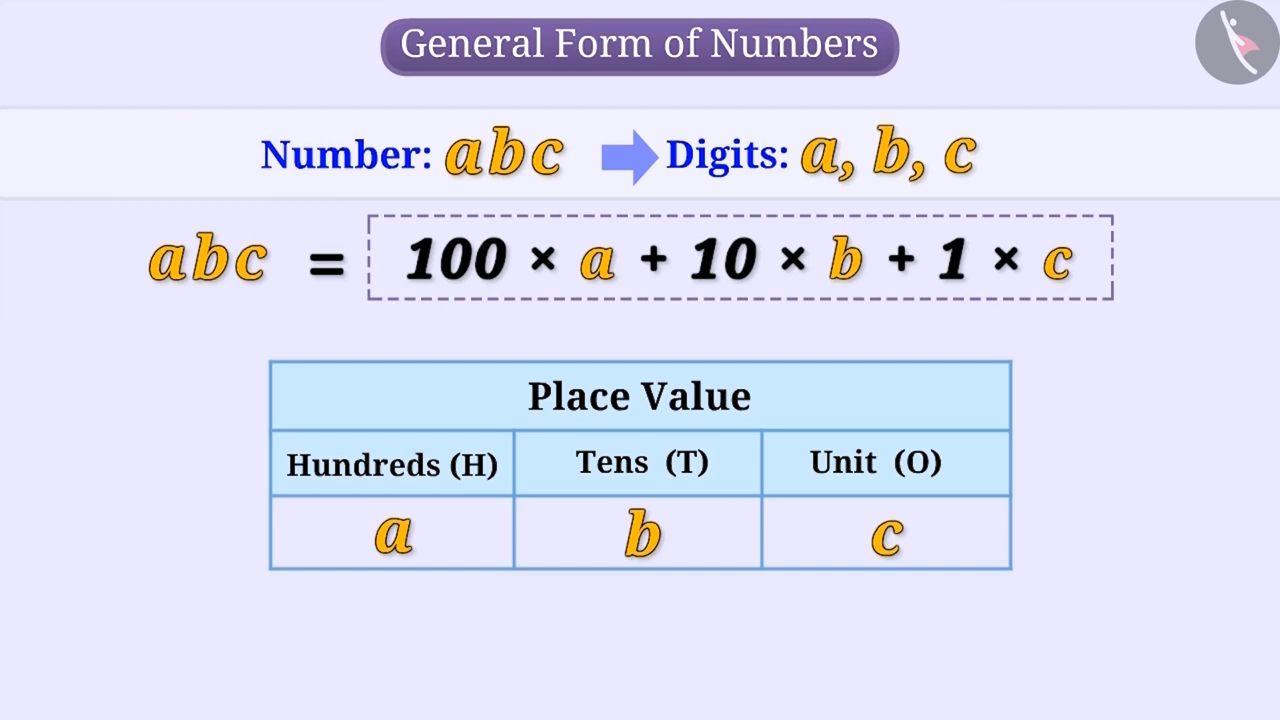 General Form of Numbers
Number: abc Digits: a, b, c
abc = 100 × a + 10 × b + 1 × c
Place Value
Hundreds (H) Tens (T) Unit (O)
a b c